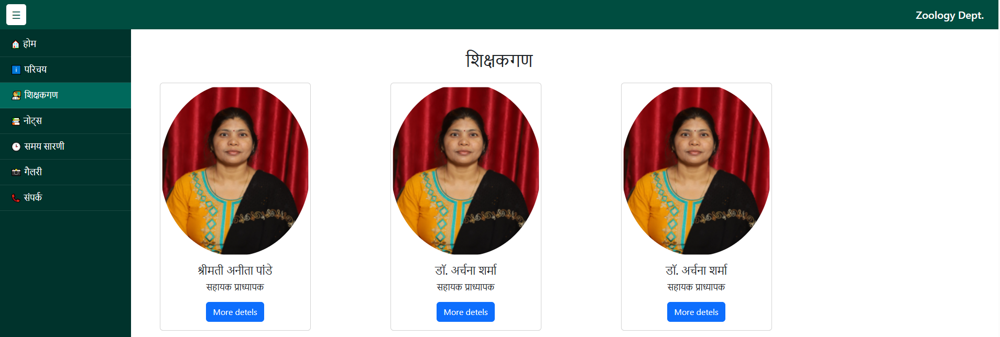 ☰
Zoology Dept.
होम
परिचय
शिक्षकगण
नोट्स
समय सारणी
गैलरी
संपर्क
शिक्षकगण
श्रीमती अनीता पांडे
सहायक प्राध्यापक
More detels
डॉ. अर्चना शर्मा
सहायक प्राध्यापक
More detels
डॉ. अर्चना शर्मा
सहायक प्राध्यापक
More detels